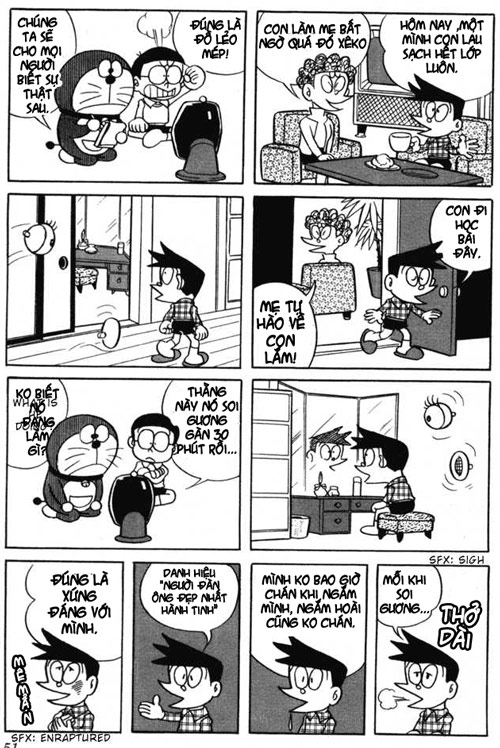 HÔM NAY ,MỘT
MÌNH CON LAU
SẠCH HẾT LỚP
LUÔN.
CON LÀM MẸ BẤT
NGỜ QUÁ ĐÓ XÊKO
ĐÚNG LÀ
ĐỒ LẺO
MÉP!
CHÚNG
TA SẼ
CHO MỌI
NGƯỜI
BIẾT SỰ
THẬT
SAU.
CON ĐI
HỌC
BÀI
ĐÂY.
MẸ TỰ
HÀO VỀ
CON
LẮM!
SFX: SIGH
THẰNG
NÀY NÓ SOI
GƯƠNG
GẦN 30
PHÚT RỒI...
KO BIẾT
WHAT IS
NÓ
ĐANG
LÀM
GÌ?
MỖI KHI
SOI
GƯƠNG...
THỞ
DÀI
MÌNH KO BAO GIỜ
CHÁN KHI NGẮM
MÌNH, NGẮM HOÀI
CŨNG KO CHÁN.
DANH HIỆU
"NGƯỜI ĐÀN
ÔNG ĐẸP NHẤT
HÀNH TINH"
ĐÚNG LÀ
XỨNG
ĐÁNG VỚI
MÌNH.
MÊ MẨN
SFX: ENRAPTURED
51